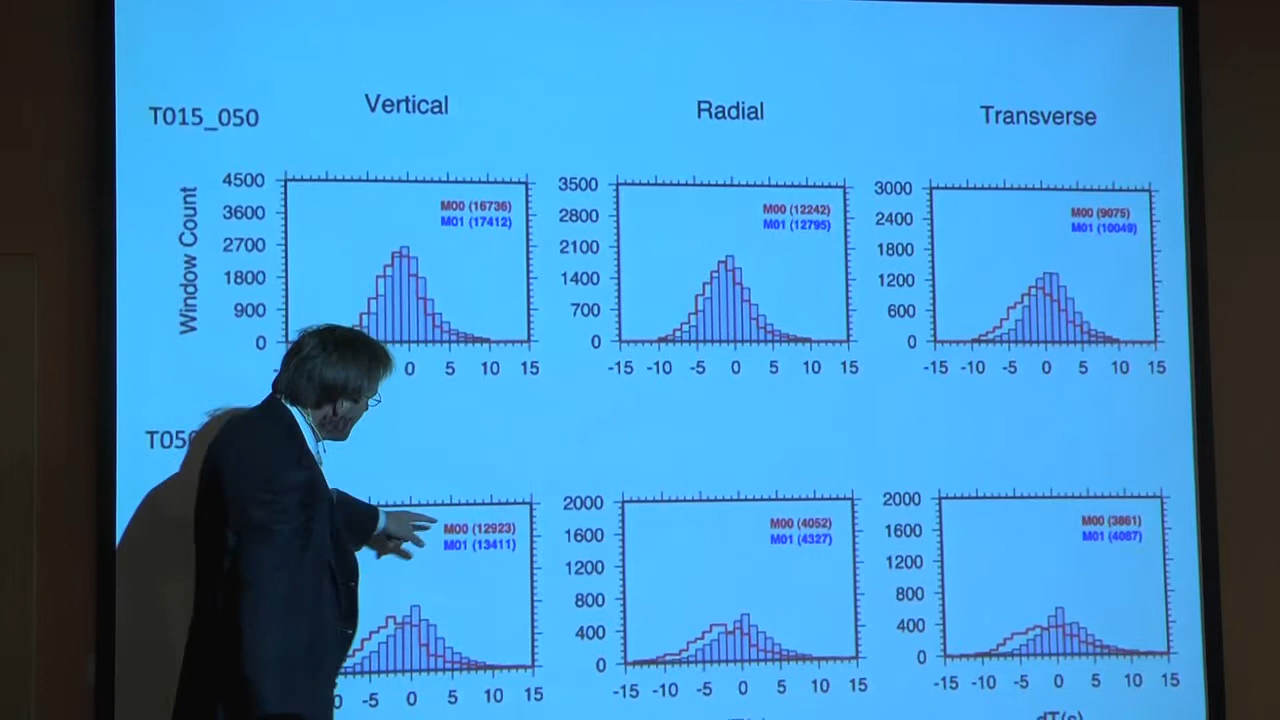 Vertical Radial Transverse
T015_050
Window Count
4500 3600 2700 1800 900 0
M00 (16736)
M01 (17412)
0 5 10 15
3500 2800 2100 1400 700 0
M00 (12242)
M01 (12795)
-15 -10 -5 0 5 10 15
3000 2400 1800 1200 600 0
M00 (9075)
M01 (10049)
-15 -10 -5 0 5 10 15
M00 (12923)
M01 (13411)
-5 0 5 10 15
2000 1600 1200 800 400 0
M00 (4052)
M01 (4327)
-15 -10 -5 0 5 10 15
2000 1600 1200 800 400 0
M00 (3861)
M01 (4087)
-15 -10 -5 0 5 10 15
dT(s)